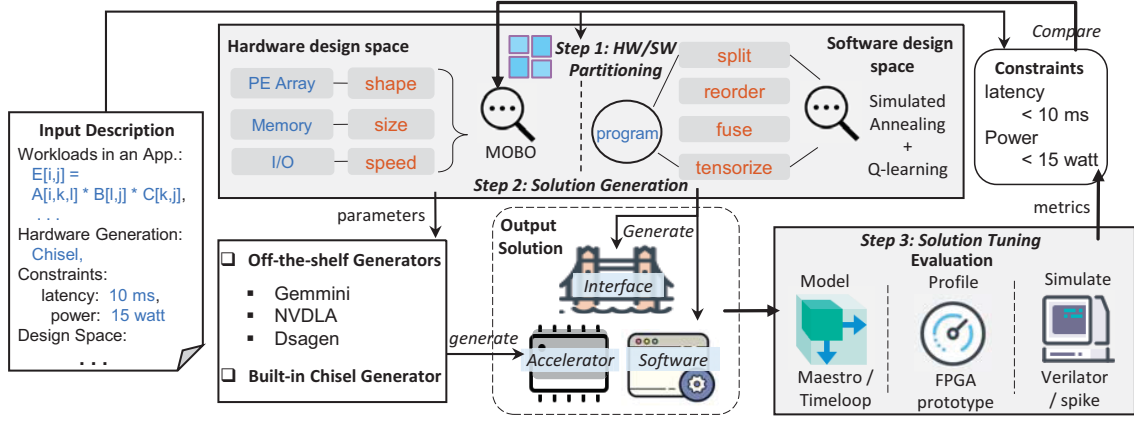 Input Description
Workloads in an App.:
E[i,j] =
A[i,k,l] * B[l,j] * C[k,j],
. . .
Hardware Generation:
Chisel,
Constraints:
latency: 10 ms,
power: 15 watt
Design Space:
. . .
Hardware design space
PE Array
shape
Memory
size
I/O
speed
MOBO
Step 1: HW/SW
Partitioning
program
split
reorder
fuse
tensorize
Software design
space
Simulated
Annealing
+
Q-learning
Step 2: Solution Generation
Compare
Constraints
latency
< 10 ms
Power
< 15 watt
metrics
parameters
❑ Off-the-shelf Generators
▪ Gemmini
▪ NVDLA
▪ Dsagen
❑ Built-in Chisel Generator
generate
Output
Solution
Generate
Interface
Accelerator
Software
Step 3: Solution Tuning
Evaluation
Model
Maestro /
Timeloop
Profile
FPGA
prototype
Simulate
Verilator
/ spike